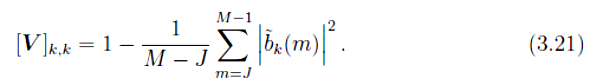 [V]_{k,k} = 1 - \frac{1}{M - J} \sum_{m=J}^{M-1} \left| \tilde{b}_k(m) \right|^2 . (3.21)